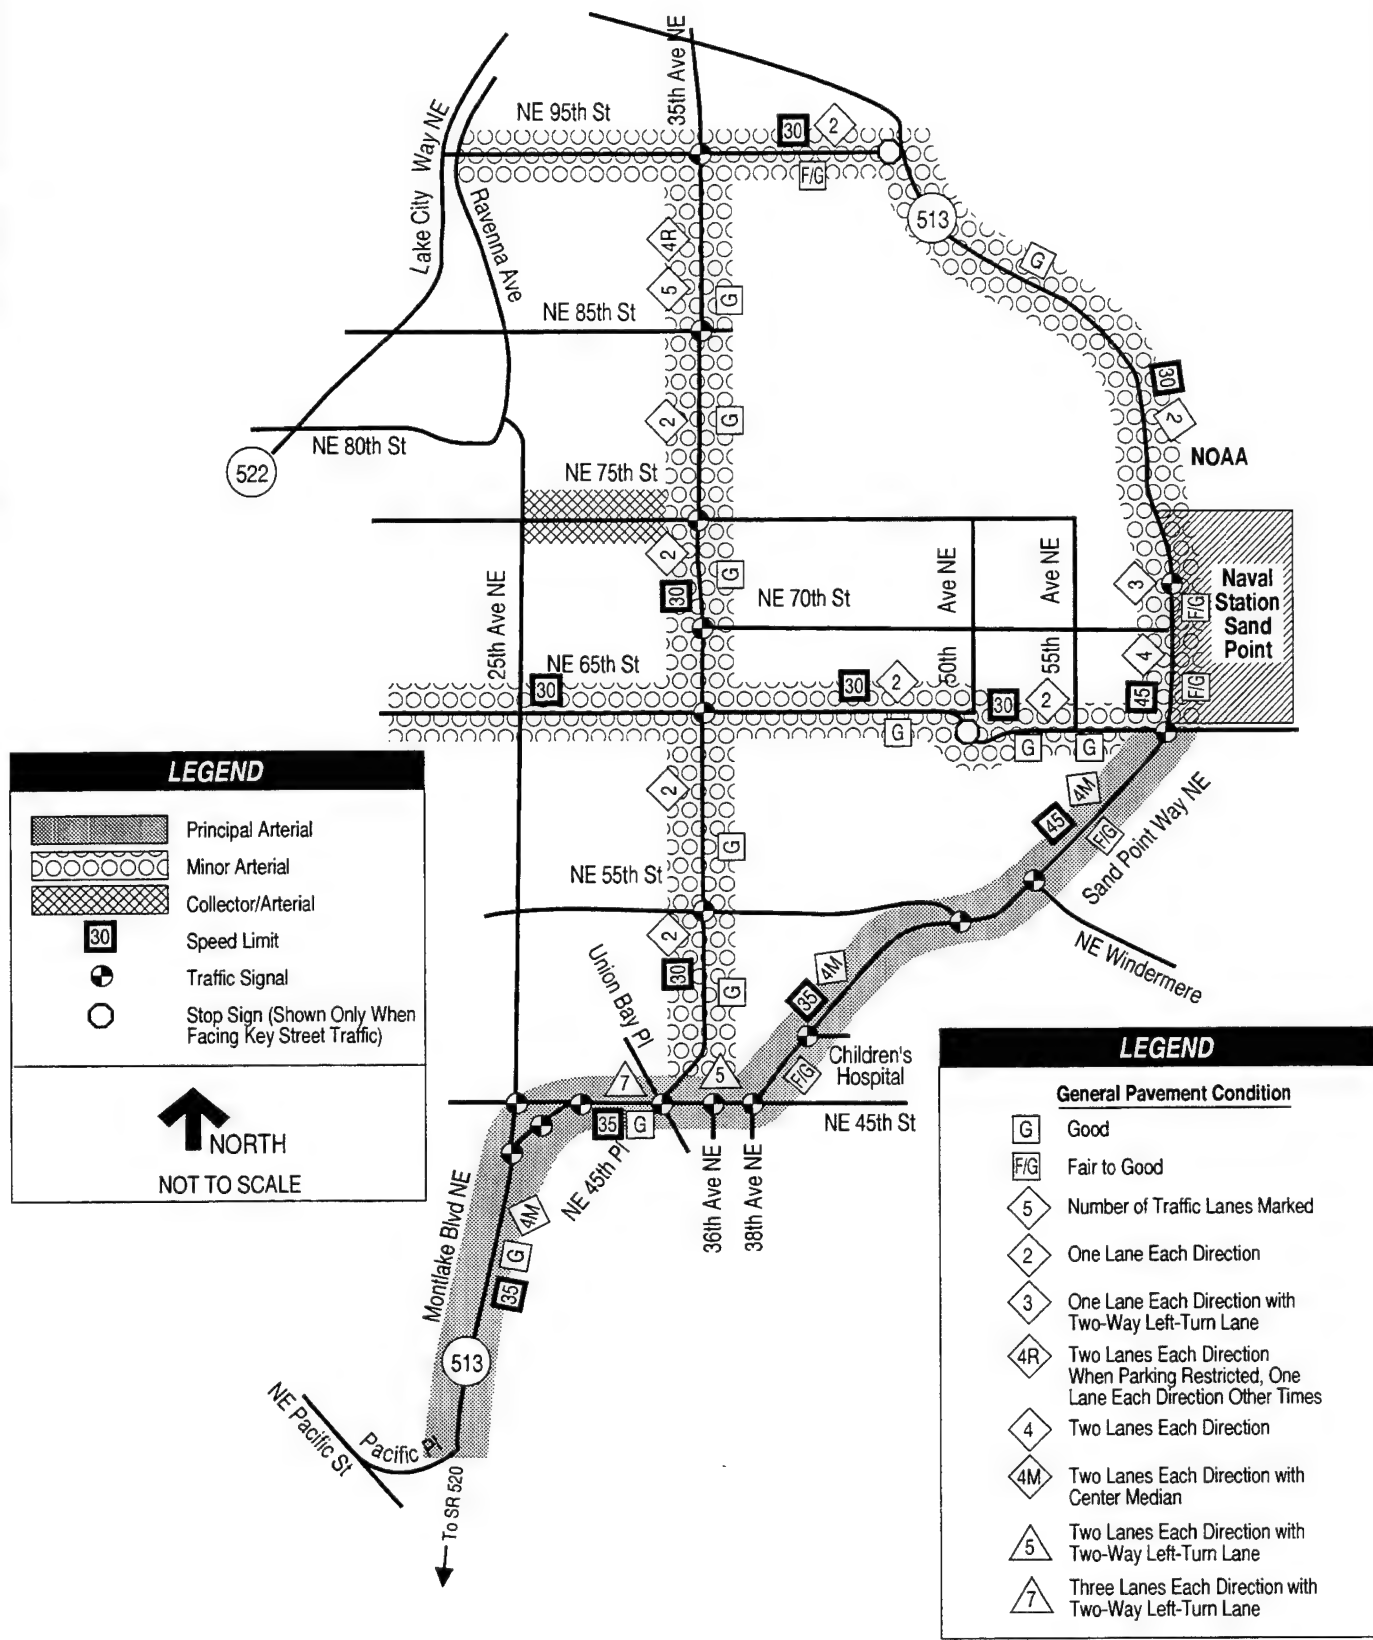 35th Ave NE
NE 95th St
30
2
F/G
Lake City Way NE
Ravenna Ave
513
G
4R
5
G
NE 85th St
30
2
2
G
NE 80th St
522
NOAA
NE 75th St
2
G
30
25th Ave NE
NE 70th St
50th Ave NE
55th Ave NE
3
F/G
Naval
Station
Sand
Point
4
F/G
45
NE 65th St
30
30
2
30
2
G
G
G
2
G
4M
45
F/G
Sand Point Way NE
NE 55th St
2
30
G
Union Bay Pl
4M
35
NE Windermere
Children's
Hospital
F/G
7
5
35
G
NE 45th St
NE 45th Pl
36th Ave NE
38th Ave NE
Montlake Blvd NE
4M
G
35
513
NE Pacific St
Pacific Pl
To SR 520
LEGEND
Principal Arterial
Minor Arterial
Collector/Arterial
30 Speed Limit
Traffic Signal
Stop Sign (Shown Only When
Facing Key Street Traffic)
NORTH
NOT TO SCALE
LEGEND
General Pavement Condition
G Good
F/G Fair to Good
5 Number of Traffic Lanes Marked
2 One Lane Each Direction
3 One Lane Each Direction with
Two-Way Left-Turn Lane
4R Two Lanes Each Direction
When Parking Restricted, One
Lane Each Direction Other Times
4 Two Lanes Each Direction
4M Two Lanes Each Direction with
Center Median
5 Two Lanes Each Direction with
Two-Way Left-Turn Lane
7 Three Lanes Each Direction with
Two-Way Left-Turn Lane